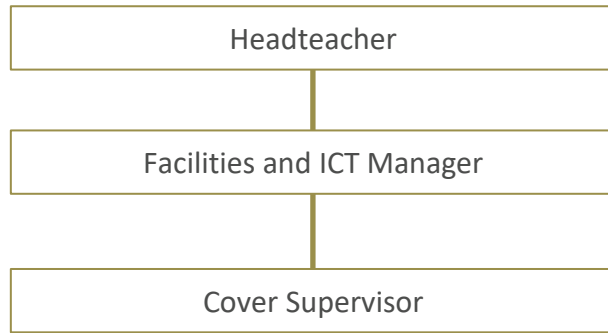 Headteacher
Facilities and ICT Manager
Cover Supervisor